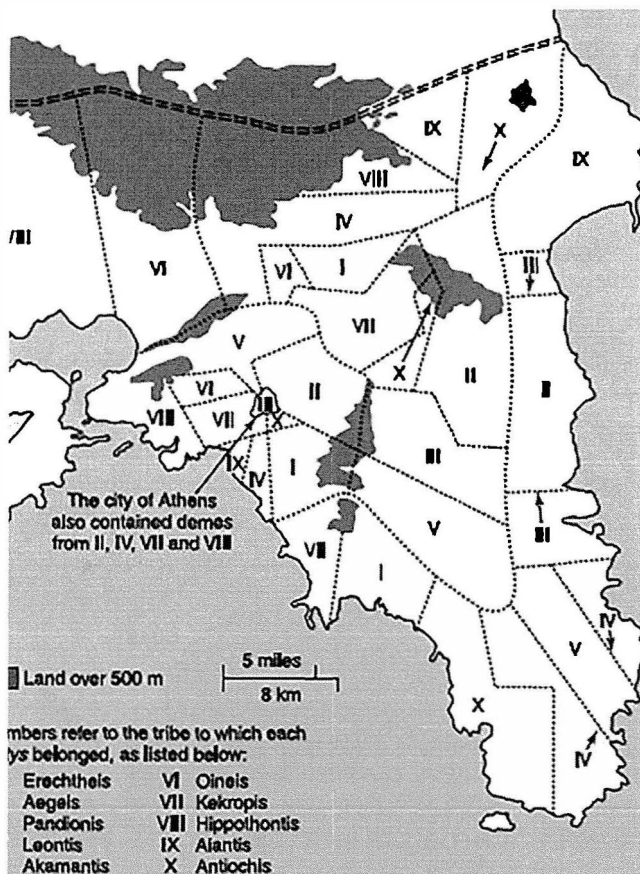 IX
X
IX
VIII
IV
VIII
VI
VI
I
III
V
VII
X
II
II
VI
II
III
VIII
VII
X
IX
IV
I
III
The city of Athens
also contained demes
from II, IV, VII and VIII
V
III
VII
I
IV
V
5 miles
Land over 500 m
8 km
X
IV
mbers refer to the tribe to which each
tys belonged, as listed below:
Erechtheis VI Oineis
Aegeis VII Kekropis
Pandionis VIII Hippothontis
Leontis IX Aiantis
Akamantis X Antiochis